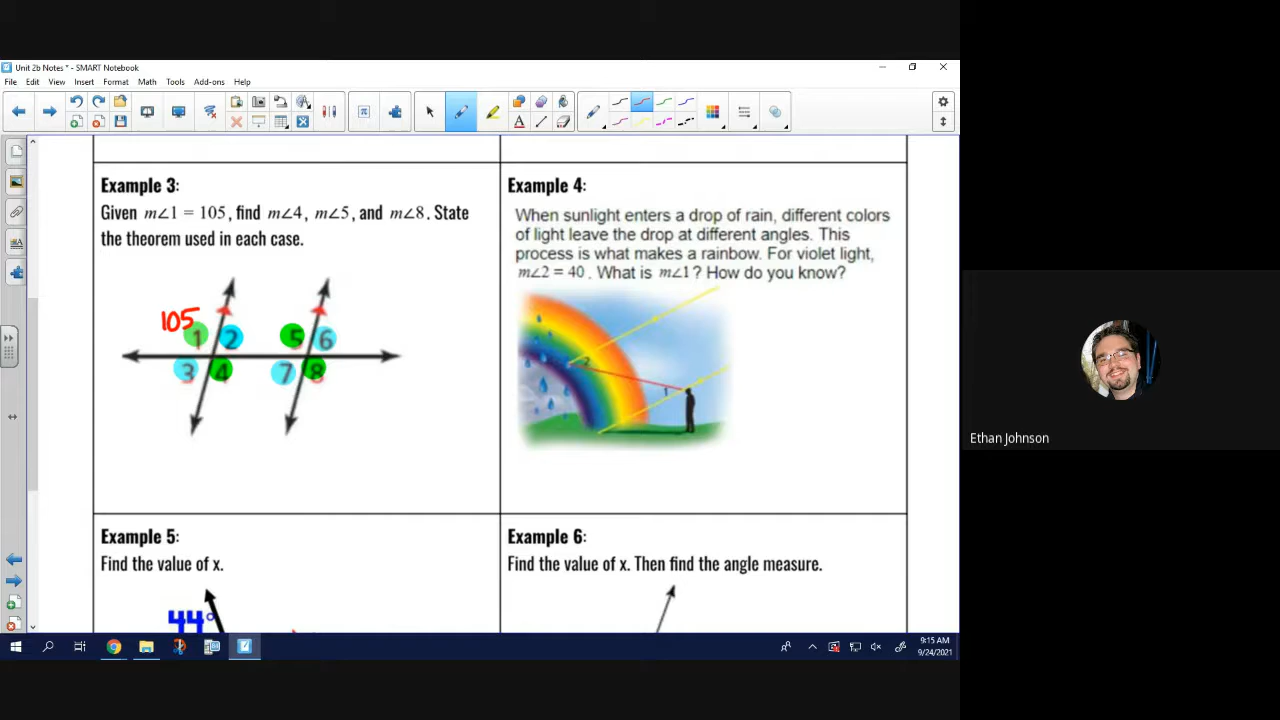 Unit 2b Notes * - SMART Notebook
File Edit View Insert Format Math Tools Add-ons Help
Example 3:
Given m∠1 = 105, find m∠4, m∠5, and m∠8. State
the theorem used in each case.
105
1 2 5 6
3 4 7 8
Example 4:
When sunlight enters a drop of rain, different colors
of light leave the drop at different angles. This
process is what makes a rainbow. For violet light,
m∠2 = 40. What is m∠1? How do you know?
2
1
Example 5:
Find the value of x.
44°
Example 6:
Find the value of x. Then find the angle measure.
Ethan Johnson
9:15 AM
9/24/2021